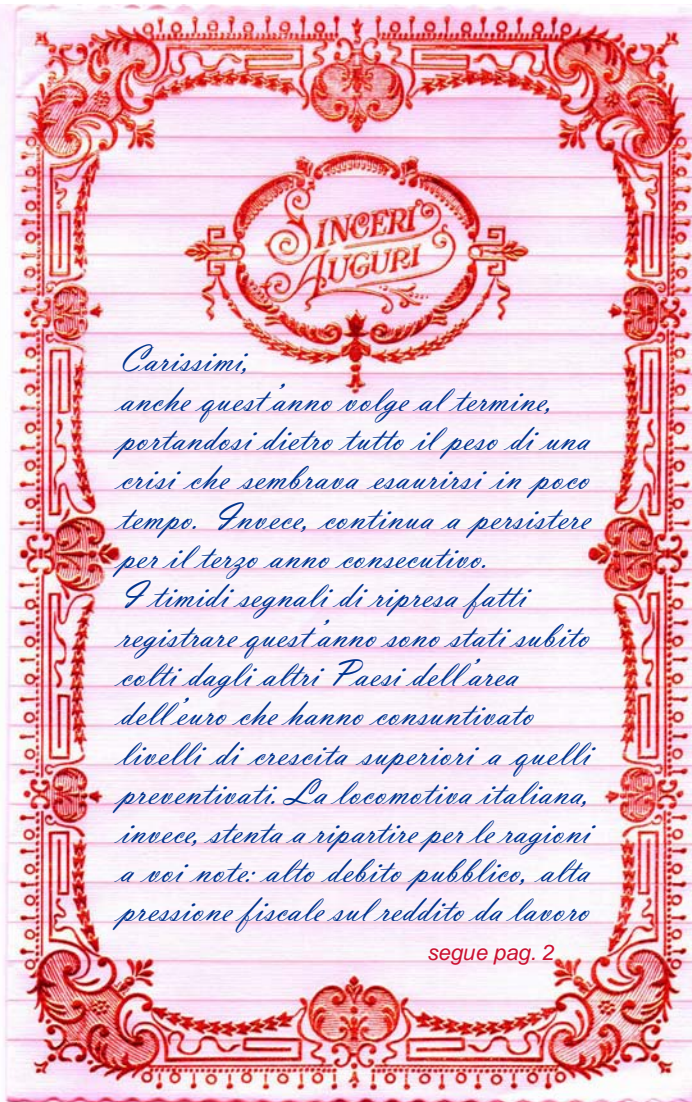 SINCERI
AUGURI
Carissimi,
anche quest'anno volge al termine,
portandosi dietro tutto il peso di una
crisi che sembrava esaurirsi in poco
tempo. Invece, continua a persistere
per il terzo anno consecutivo.
I timidi segnali di ripresa fatti
registrare quest'anno sono stati subito
colti dagli altri Paesi dell'area
dell'euro che hanno consuntivato
livelli di crescita superiori a quelli
preventivati. La locomotiva italiana,
invece, stenta a ripartire per le ragioni
a voi note: alto debito pubblico, alta
pressione fiscale sul reddito da lavoro
segue pag. 2